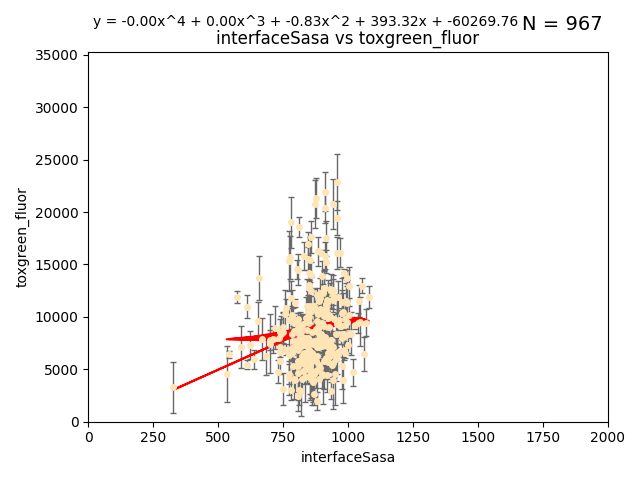 y = -0.00x^4 + 0.00x^3 + -0.83x^2 + 393.32x + -60269.76 N = 967
interfaceSasa vs toxgreen_fluor
35000
30000
25000
20000
15000
10000
5000
0
toxgreen_fluor
0 250 500 750 1000 1250 1500 1750 2000
interfaceSasa